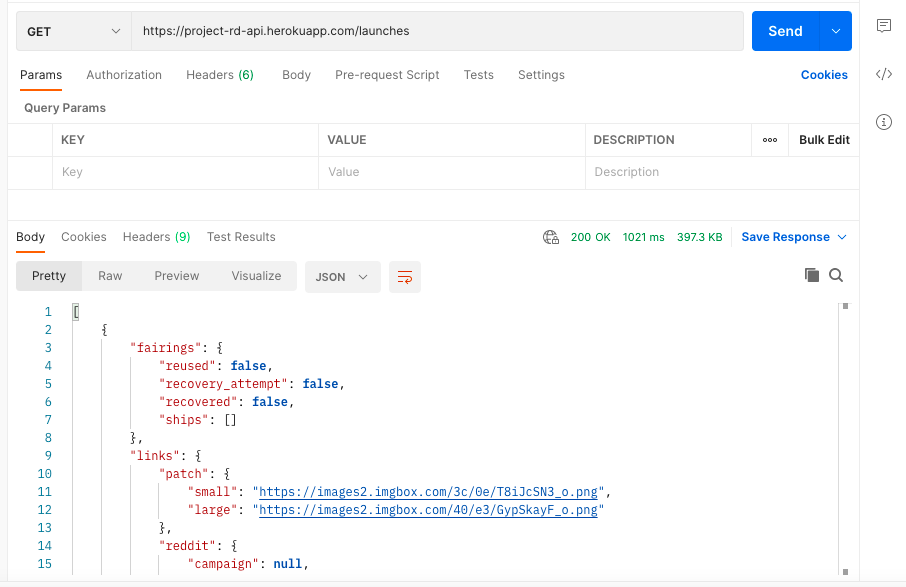 GET https://project-rd-api.herokuapp.com/launches Send
Params Authorization Headers (6) Body Pre-request Script Tests Settings Cookies
Query Params
KEY VALUE DESCRIPTION ooo Bulk Edit
Key Value Description
Body Cookies Headers (9) Test Results 200 OK 1021 ms 397.3 KB Save Response
Pretty Raw Preview Visualize JSON
1 [
2 {
3 "fairings": {
4 "reused": false,
5 "recovery_attempt": false,
6 "recovered": false,
7 "ships": []
8 },
9 "links": {
10 "patch": {
11 "small": "https://images2.imgbox.com/3c/0e/T8iJcSN3_o.png",
12 "large": "https://images2.imgbox.com/40/e3/GypSkayF_o.png"
13 },
14 "reddit": {
15 "campaign": null,